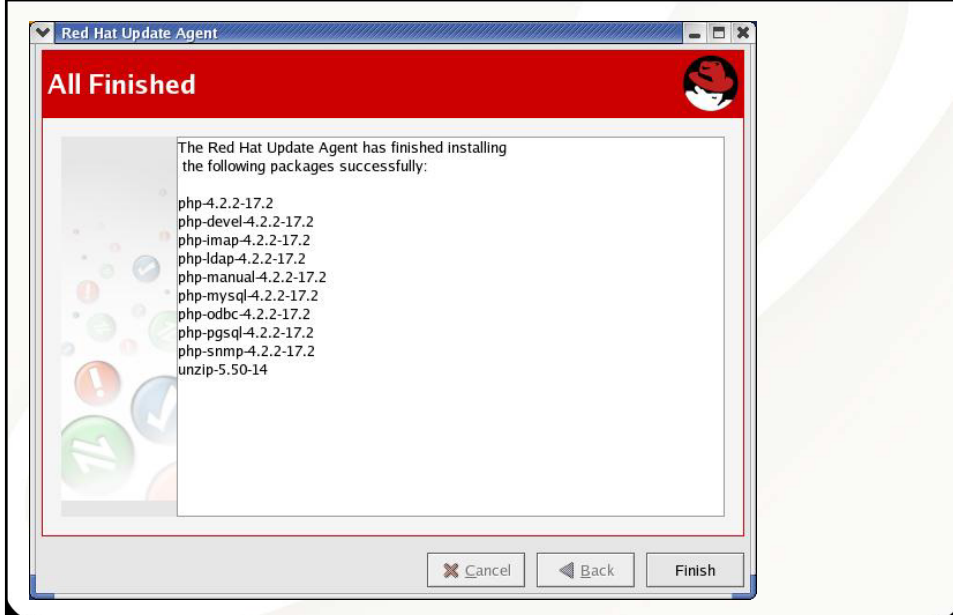 Red Hat Update Agent
All Finished
The Red Hat Update Agent has finished installing
the following packages successfully:
php-4.2.2-17.2
php-devel-4.2.2-17.2
php-imap-4.2.2-17.2
php-ldap-4.2.2-17.2
php-manual-4.2.2-17.2
php-mysql-4.2.2-17.2
php-odbc-4.2.2-17.2
php-pgsql-4.2.2-17.2
php-snmp-4.2.2-17.2
unzip-5.50-14
Cancel
Back
Finish